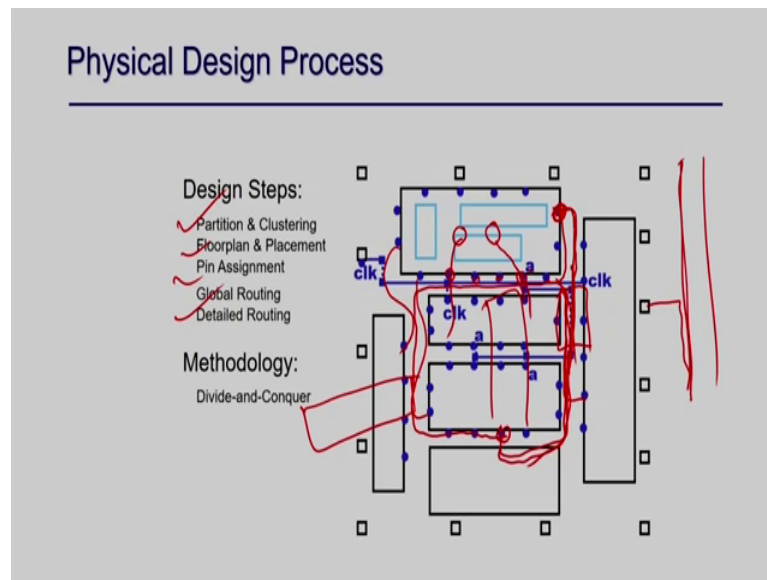 Physical Design Process
Design Steps:
Partition & Clustering
Floorplan & Placement
Pin Assignment
Global Routing
Detailed Routing
Methodology:
Divide-and-Conquer
clk
a
clk
clk
a
a